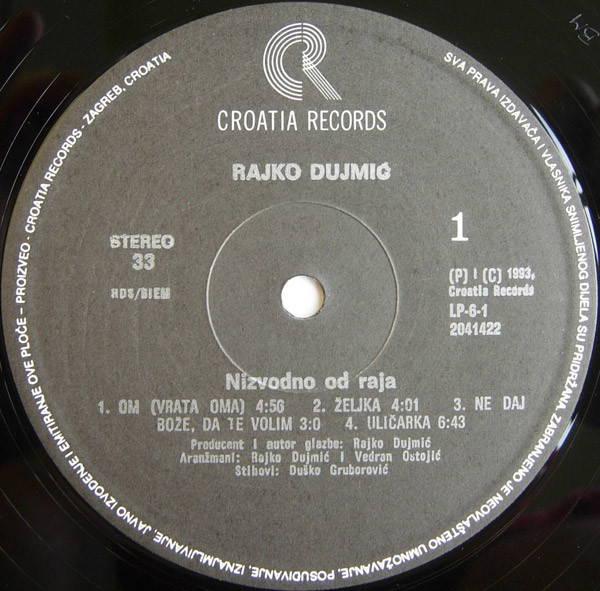 CROATIA RECORDS
RAJKO DUJMIĆ
STEREO
33
1
HDS/BIEM
(P) I (C) 1993,
Croatia Records
LP-6-1
2041422
Nizvodno od raja
1. OM (VRATA OMA) 4:56 2. ŽELJKA 4:01 3. NE DAJ
BOŽE, DA TE VOLIM 3:0 4. ULIČARKA 6:43
Producent i autor glazbe: Rajko Dujmić
Aranžmani: Rajko Dujmić i Vedran Ostojić
Stihovi: Duško Gruborović
SVA PRAVA IZDAVAČA I VLASNIKA SNIMLJENOG DIJELA SU PRIDRŽANA. ZABRANJENO JE NEOVLAŠTENO UMNOŽAVANJE, POSUDIVANJE, IZNAJMLJIVANJE, JAVNO IZVOĐENJE I EMITIRANJE OVE PLOČE - PROIZVEO - CROATIA RECORDS - ZAGREB, CROATIA